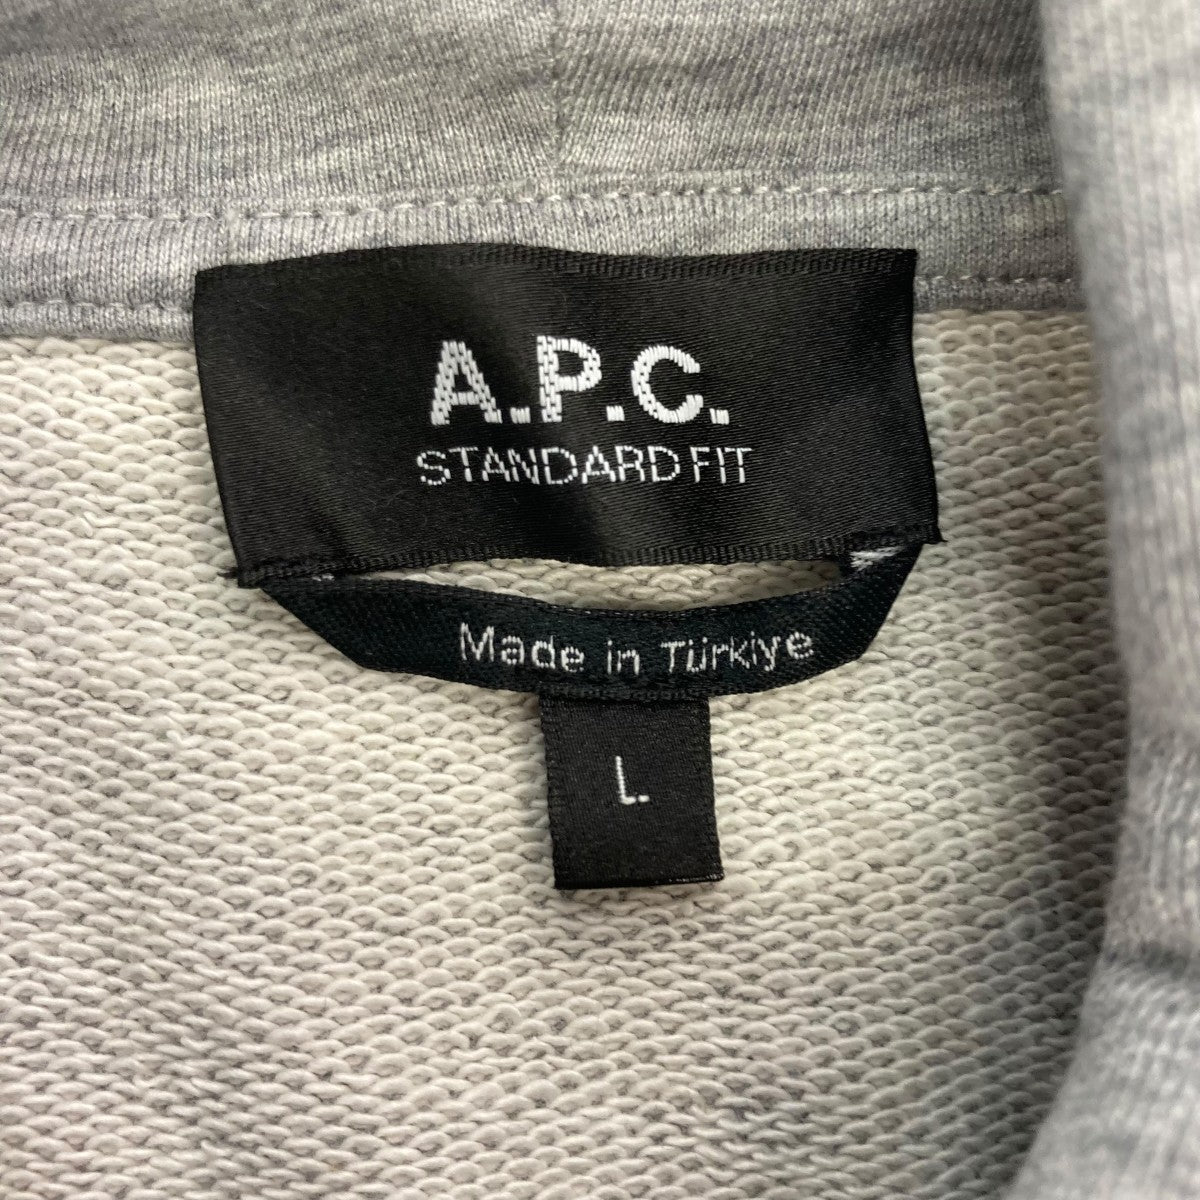 A.P.C.
STANDARD FIT
Made in Türkiye
L.